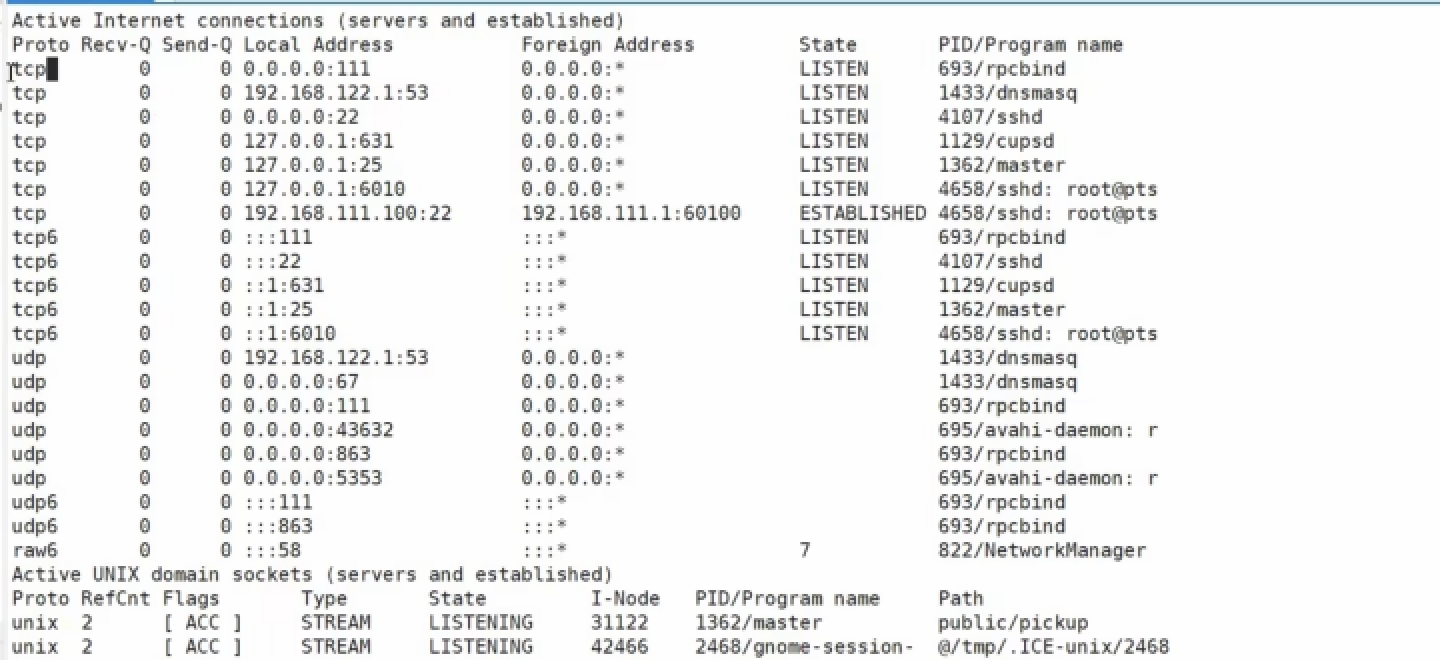 Active Internet connections (servers and established)
Proto Recv-Q Send-Q Local Address           Foreign Address         State       PID/Program name
tcp        0      0 0.0.0.0:111             0.0.0.0:*               LISTEN      693/rpcbind
tcp        0      0 192.168.122.1:53        0.0.0.0:*               LISTEN      1433/dnsmasq
tcp        0      0 0.0.0.0:22              0.0.0.0:*               LISTEN      4107/sshd
tcp        0      0 127.0.0.1:631           0.0.0.0:*               LISTEN      1129/cupsd
tcp        0      0 127.0.0.1:25            0.0.0.0:*               LISTEN      1362/master
tcp        0      0 127.0.0.1:6010          0.0.0.0:*               LISTEN      4658/sshd: root@pts
tcp        0      0 192.168.111.100:22      192.168.111.1:60100     ESTABLISHED 4658/sshd: root@pts
tcp6       0      0 :::111                  :::*                    LISTEN      693/rpcbind
tcp6       0      0 :::22                   :::*                    LISTEN      4107/sshd
tcp6       0      0 ::1:631                 :::*                    LISTEN      1129/cupsd
tcp6       0      0 ::1:25                  :::*                    LISTEN      1362/master
tcp6       0      0 ::1:6010                :::*                    LISTEN      4658/sshd: root@pts
udp        0      0 192.168.122.1:53        0.0.0.0:*                           1433/dnsmasq
udp        0      0 0.0.0.0:67              0.0.0.0:*                           1433/dnsmasq
udp        0      0 0.0.0.0:111             0.0.0.0:*                           693/rpcbind
udp        0      0 0.0.0.0:43632           0.0.0.0:*                           695/avahi-daemon: r
udp        0      0 0.0.0.0:863             0.0.0.0:*                           693/rpcbind
udp        0      0 0.0.0.0:5353            0.0.0.0:*                           695/avahi-daemon: r
udp6       0      0 :::111                  :::*                                693/rpcbind
udp6       0      0 :::863                  :::*                                693/rpcbind
raw6       0      0 :::58                   :::*                    7           822/NetworkManager
Active UNIX domain sockets (servers and established)
Proto RefCnt Flags       Type       State         I-Node   PID/Program name     Path
unix  2      [ ACC ]     STREAM     LISTENING     31122    1362/master          public/pickup
unix  2      [ ACC ]     STREAM     LISTENING     42466    2468/gnome-session-  @/tmp/.ICE-unix/2468